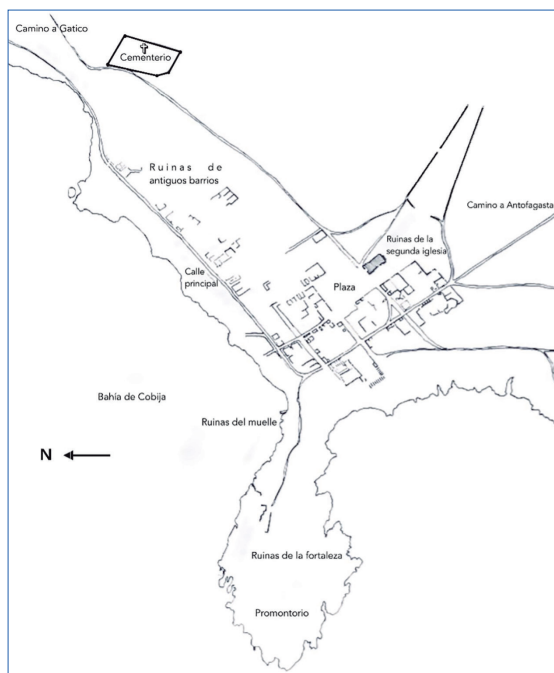 Camino a Gatico
Cementerio
Ruinas de
antiguos barrios
Camino a Antofagasta
Ruinas de la
segunda iglesia
Calle
principal
Plaza
Bahía de Cobija
Ruinas del muelle
N
Ruinas de la fortaleza
Promontorio